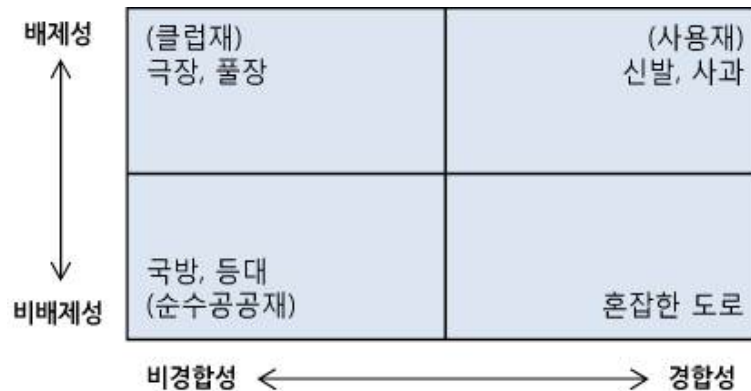 배제성
(클럽재)
극장, 풀장
(사용재)
신발, 사과
국방, 등대
(순수공공재)
혼잡한 도로
비배제성
비경합성
경합성